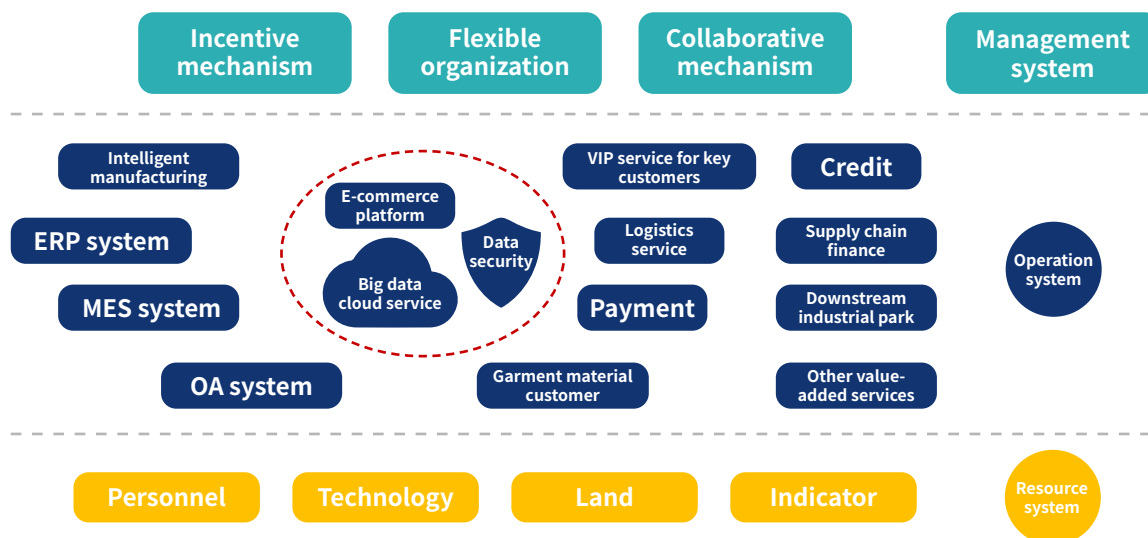 Incentive
mechanism
Flexible
organization
Collaborative
mechanism
Management
system
Intelligent
manufacturing
E-commerce
platform
VIP service for key
customers
Credit
ERP system
Data
security
Logistics
service
Supply chain
finance
Operation
system
MES system
Big data
cloud service
Payment
Downstream
industrial park
OA system
Garment material
customer
Other value-
added services
Personnel
Technology
Land
Indicator
Resource
system